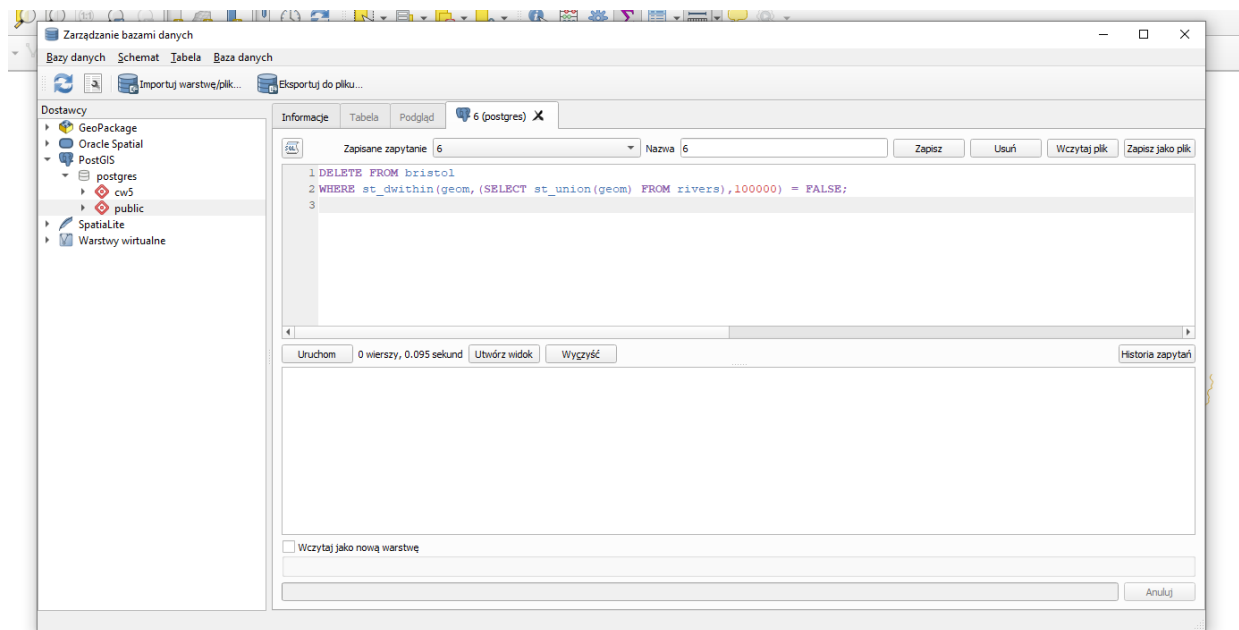 Zarządzanie bazami danych
Bazy danych Schemat Tabela Baza danych
Importuj warstwę/plik... Eksportuj do pliku...
Dostawcy
GeoPackage
Oracle Spatial
PostGIS
postgres
cw5
public
SpatiaLite
Warstwy wirtualne
Informacje Tabela Podgląd 6 (postgres)
Zapisane zapytanie 6 Nazwa 6 Zapisz Usuń Wczytaj plik Zapisz jako plik
1 DELETE FROM bristol
2 WHERE st_dwithin(geom,(SELECT st_union(geom) FROM rivers),100000) = FALSE;
3
Uruchom 0 wierszy, 0.095 sekund Utwórz widok Wyczyść Historia zapytań
Wczytaj jako nową warstwę
Anuluj